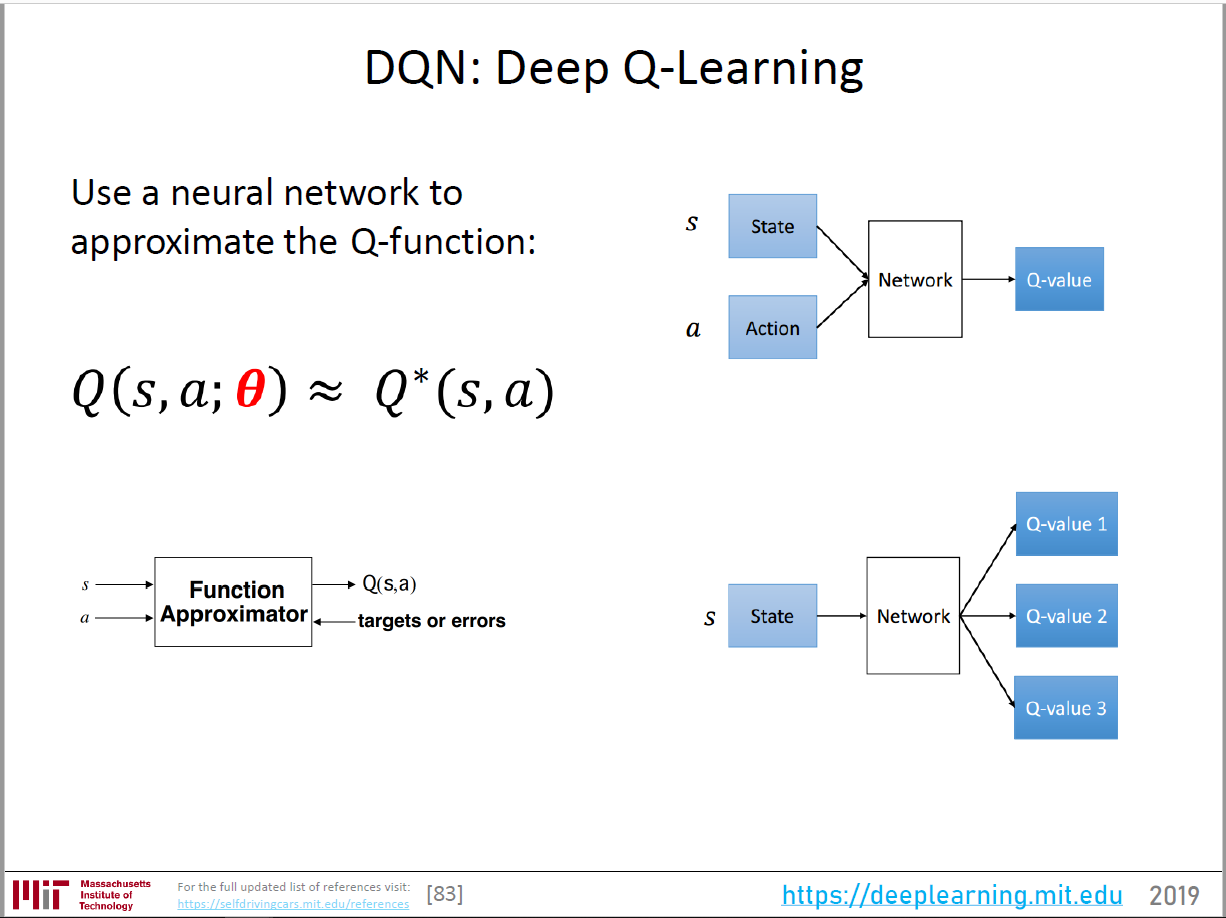 DQN: Deep Q-Learning
Use a neural network to
approximate the Q-function:
Q(s, a; θ) ≈ Q*(s, a)
s
a
Function
Approximator
Q(s,a)
targets or errors
s
State
a
Action
Network
Q-value
s
State
Network
Q-value 1
Q-value 2
Q-value 3
MIT
Massachusetts
Institute of
Technology
For the full updated list of references visit:
https://selfdrivingcars.mit.edu/references
[83]
https://deeplearning.mit.edu
2019